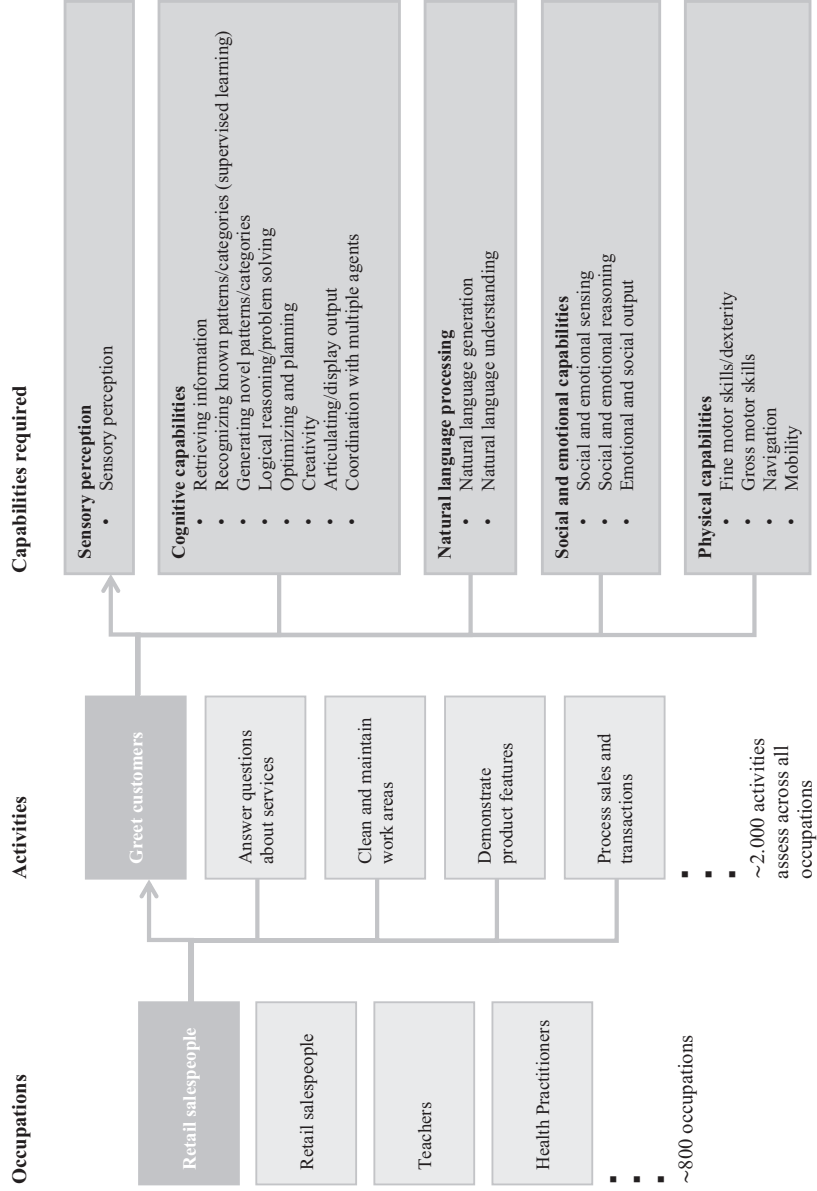 Occupations
Retail salespeople
Retail salespeople
Teachers
Health Practitioners
~800 occupations
Activities
Greet customers
Answer questions
about services
Clean and maintain
work areas
Demonstrate
product features
Process sales and
transactions
~2.000 activities
assess across all
occupations
Capabilities required
Sensory perception
• Sensory perception
Cognitive capabilities
• Retrieving information
• Recognizing known patterns/categories (supervised learning)
• Generating novel patterns/categories
• Logical reasoning/problem solving
• Optimizing and planning
• Creativity
• Articulating/display output
• Coordination with multiple agents
Natural language processing
• Natural language generation
• Natural language understanding
Social and emotional capabilities
• Social and emotional sensing
• Social and emotional reasoning
• Emotional and social output
Physical capabilities
• Fine motor skills/dexterity
• Gross motor skills
• Navigation
• Mobility